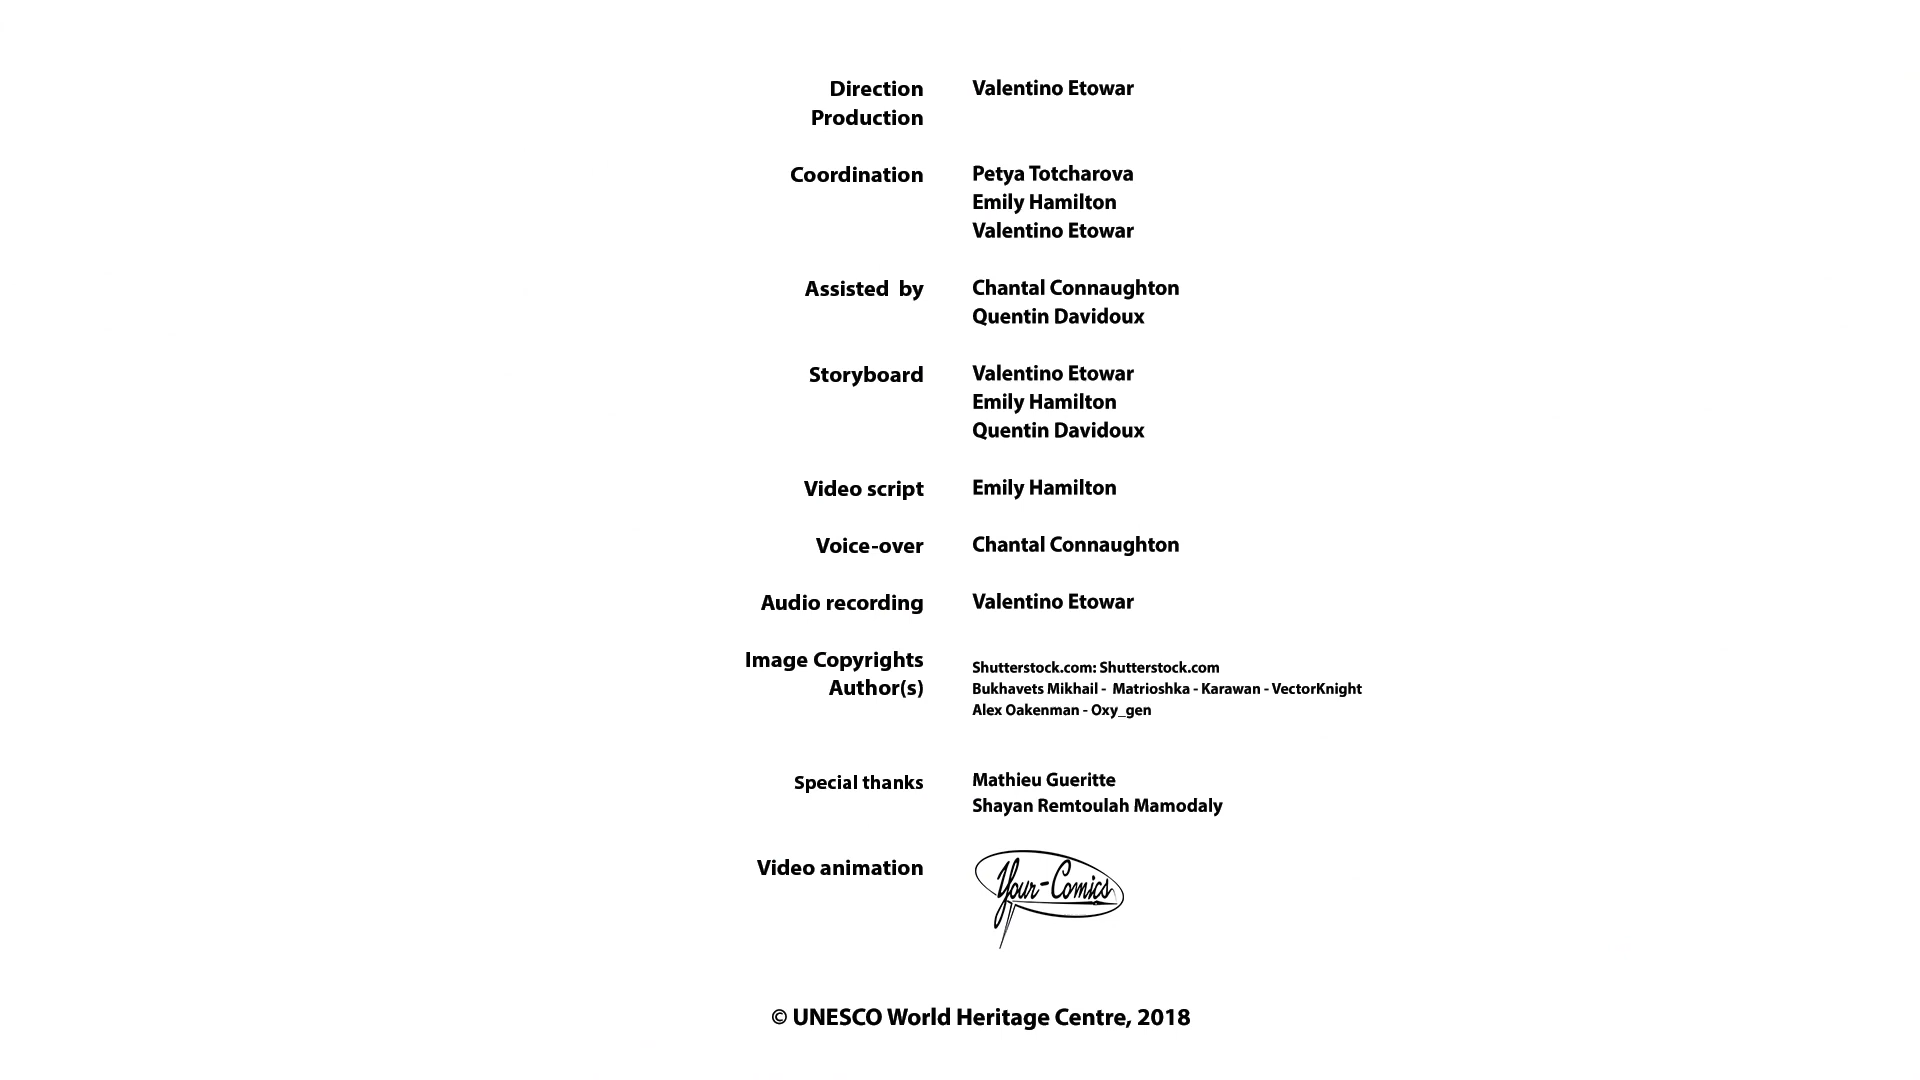 Direction Valentino Etowar
Production
Coordination Petya Totcharova
Emily Hamilton
Valentino Etowar
Assisted by Chantal Connaughton
Quentin Davidoux
Storyboard Valentino Etowar
Emily Hamilton
Quentin Davidoux
Video script Emily Hamilton
Voice-over Chantal Connaughton
Audio recording Valentino Etowar
Image Copyrights Shutterstock.com: Shutterstock.com
Author(s) Bukhavets Mikhail - Matrioshka - Karawan - VectorKnight
Alex Oakenman - Oxy_gen
Special thanks Mathieu Gueritte
Shayan Remtoulah Mamodaly
Video animation Your-Comics
© UNESCO World Heritage Centre, 2018